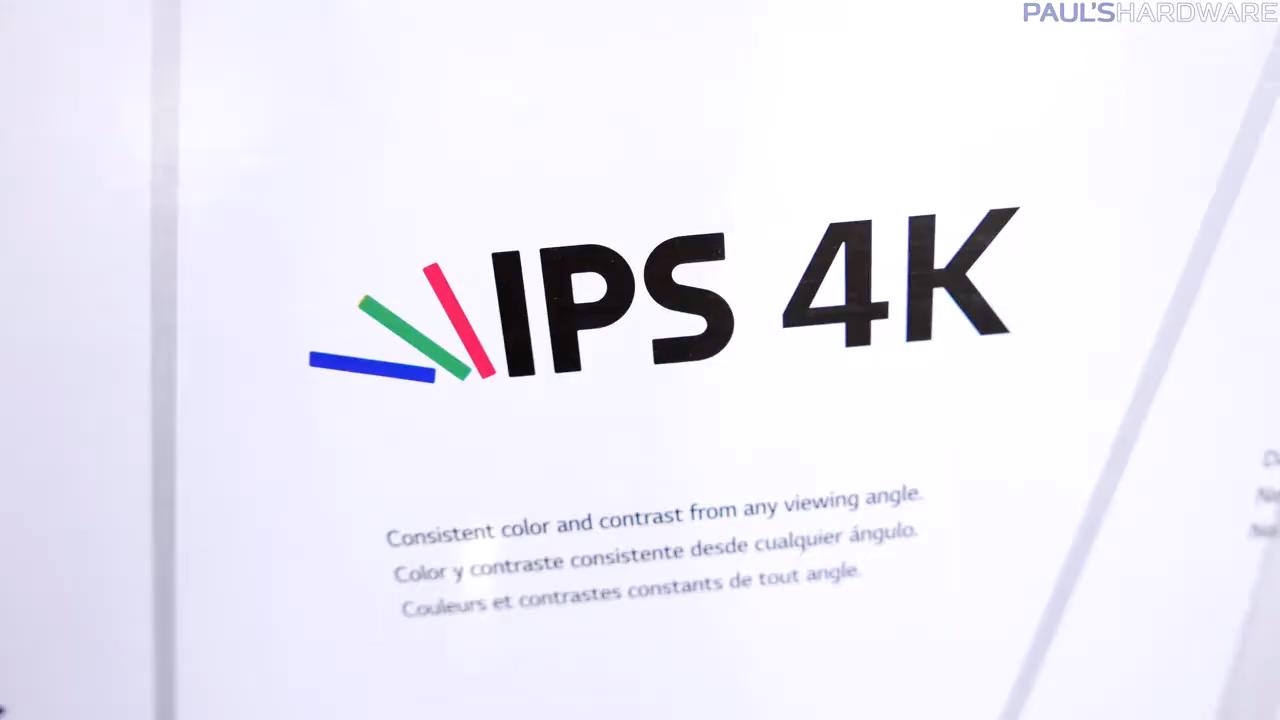 PAUL'SHARDWARE
IPS 4K
Consistent color and contrast from any viewing angle.
Color y contraste consistente desde cualquier ángulo.
Couleurs et contrastes constants de tout angle.